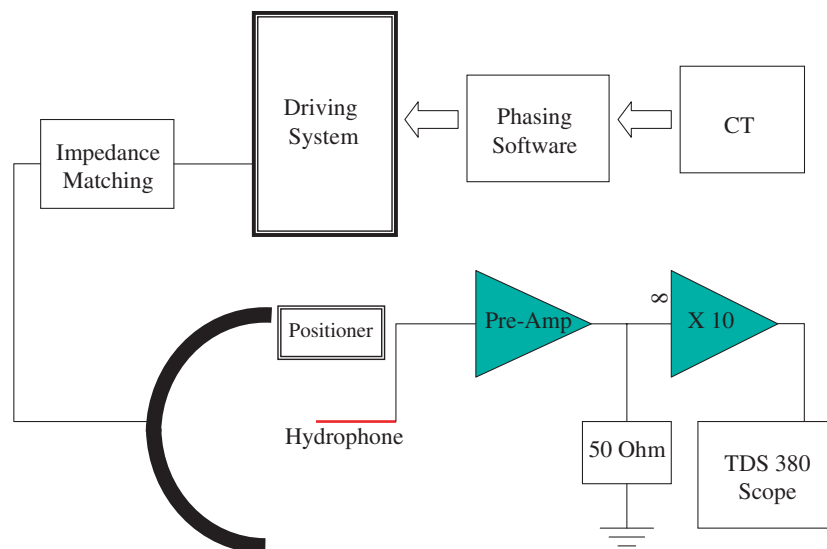 Driving
System
Phasing
Software
CT
Impedance
Matching
Positioner
Pre-Amp
∞
X 10
Hydrophone
50 Ohm
TDS 380
Scope